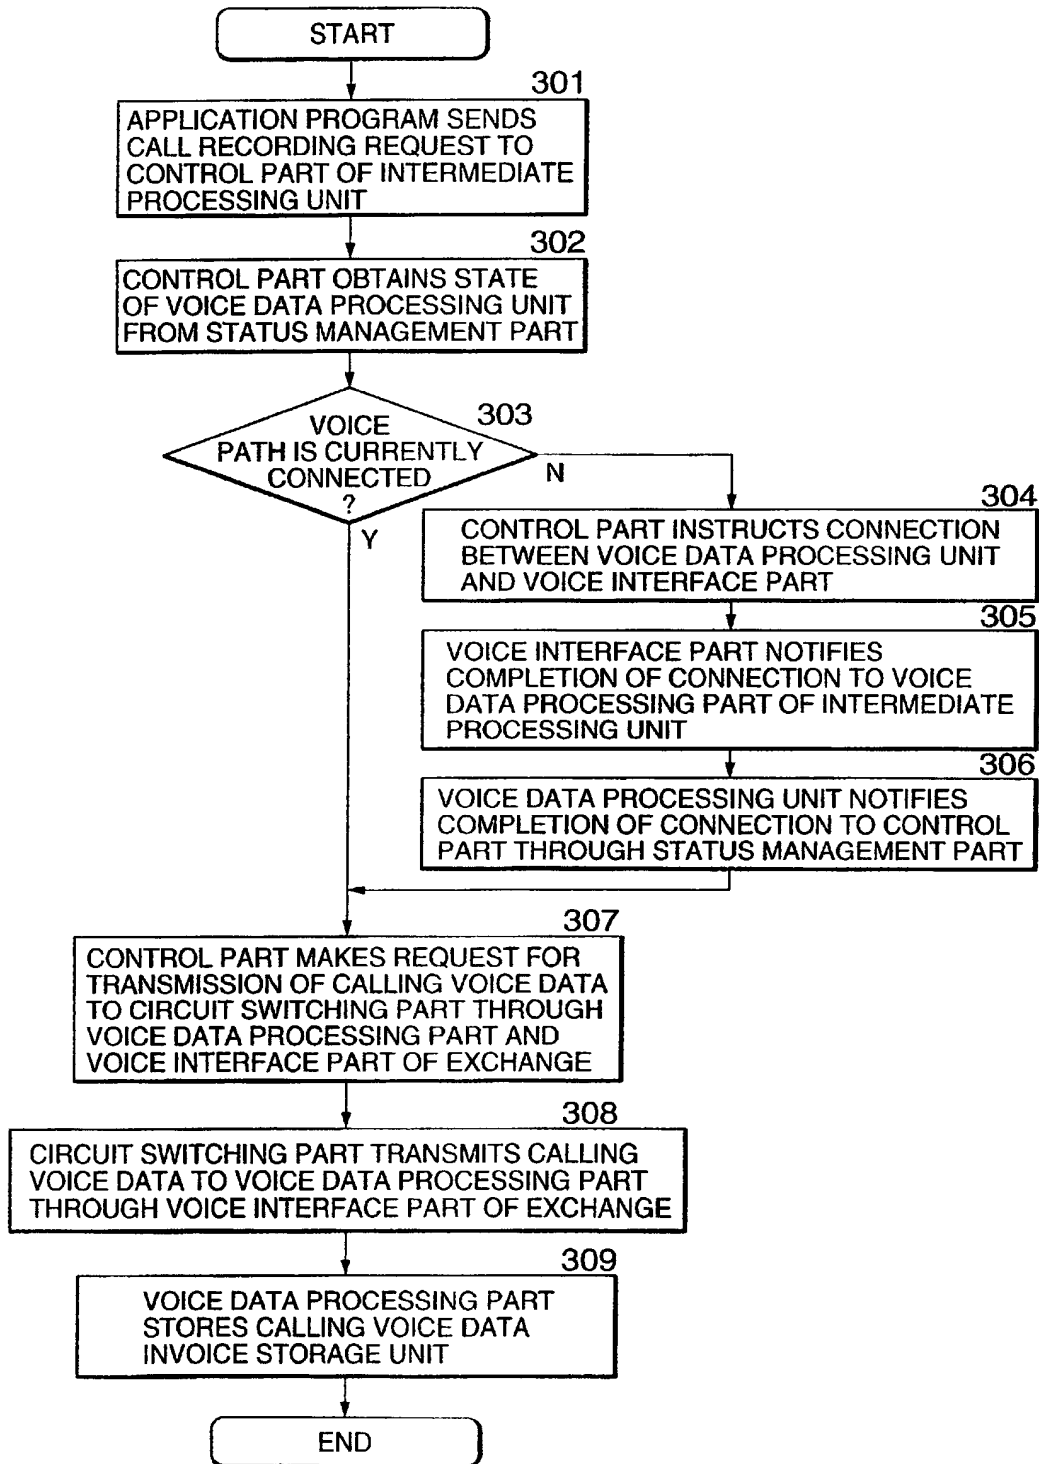 START
301
APPLICATION PROGRAM SENDS
CALL RECORDING REQUEST TO
CONTROL PART OF INTERMEDIATE
PROCESSING UNIT
302
CONTROL PART OBTAINS STATE
OF VOICE DATA PROCESSING UNIT
FROM STATUS MANAGEMENT PART
303
VOICE
PATH IS CURRENTLY
CONNECTED
?
N
Y
304
CONTROL PART INSTRUCTS CONNECTION
BETWEEN VOICE DATA PROCESSING UNIT
AND VOICE INTERFACE PART
305
VOICE INTERFACE PART NOTIFIES
COMPLETION OF CONNECTION TO VOICE
DATA PROCESSING PART OF INTERMEDIATE
PROCESSING UNIT
306
VOICE DATA PROCESSING UNIT NOTIFIES
COMPLETION OF CONNECTION TO CONTROL
PART THROUGH STATUS MANAGEMENT PART
307
CONTROL PART MAKES REQUEST FOR
TRANSMISSION OF CALLING VOICE DATA
TO CIRCUIT SWITCHING PART THROUGH
VOICE DATA PROCESSING PART AND
VOICE INTERFACE PART OF EXCHANGE
308
CIRCUIT SWITCHING PART TRANSMITS CALLING
VOICE DATA TO VOICE DATA PROCESSING PART
THROUGH VOICE INTERFACE PART OF EXCHANGE
309
VOICE DATA PROCESSING PART
STORES CALLING VOICE DATA
INVOICE STORAGE UNIT
END